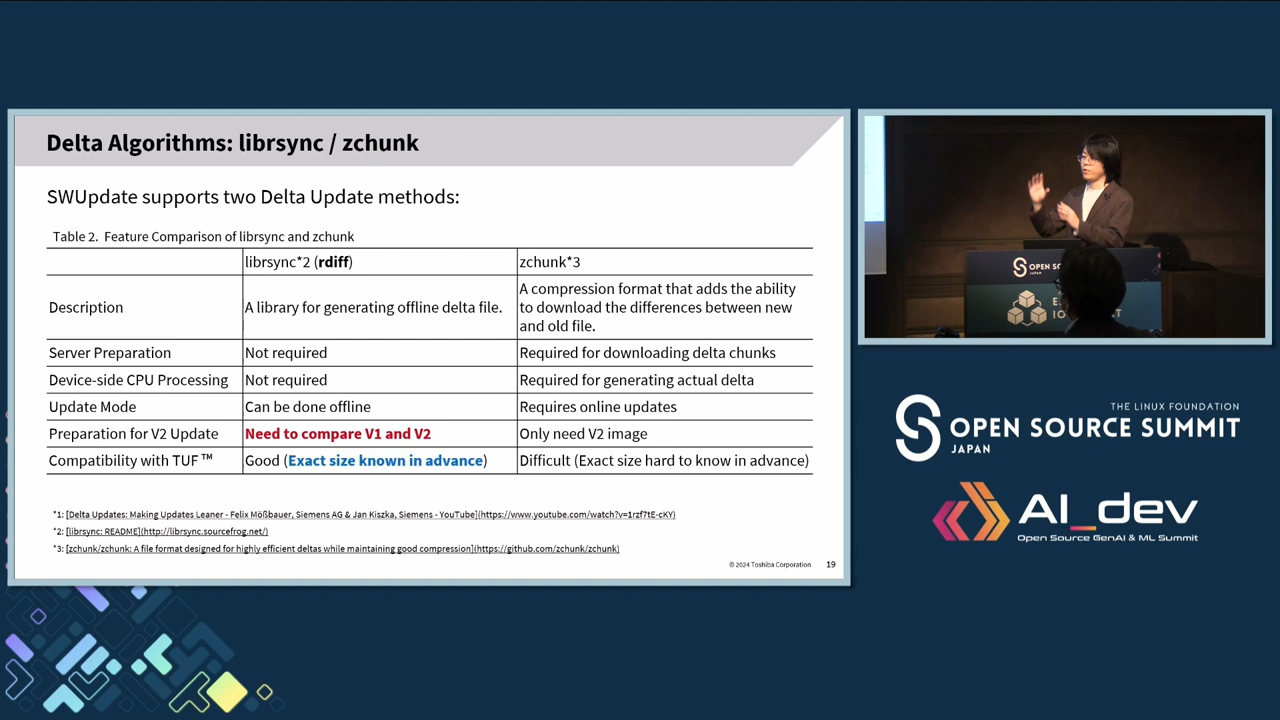 Delta Algorithms: librsync / zchunk
SWUpdate supports two Delta Update methods:
Table 2. Feature Comparison of librsync and zchunk
librsync*2 (rdiff) zchunk*3
Description A library for generating offline delta file. A compression format that adds the ability
to download the differences between new
and old file.
Server Preparation Not required Required for downloading delta chunks
Device-side CPU Processing Not required Required for generating actual delta
Update Mode Can be done offline Requires online updates
Preparation for V2 Update Need to compare V1 and V2 Only need V2 image
Compatibility with TUF ™ Good (Exact size known in advance) Difficult (Exact size hard to know in advance)
*1: [Delta Updates: Making Updates Leaner - Felix Mößbauer, Siemens AG & Jan Kiszka, Siemens - YouTube](https://www.youtube.com/watch?v=1rzf7tE-cKY)
*2: [librsync: README](http://librsync.sourcefrog.net/)
*3: [zchunk/zchunk: A file format designed for highly efficient deltas while maintaining good compression](https://github.com/zchunk/zchunk)
© 2024 Toshiba Corporation 19
OPEN SO
THE LINUX FOUNDATION
OPEN SOURCE SUMMIT
JAPAN
AI_dev
Open Source GenAI & ML Summit